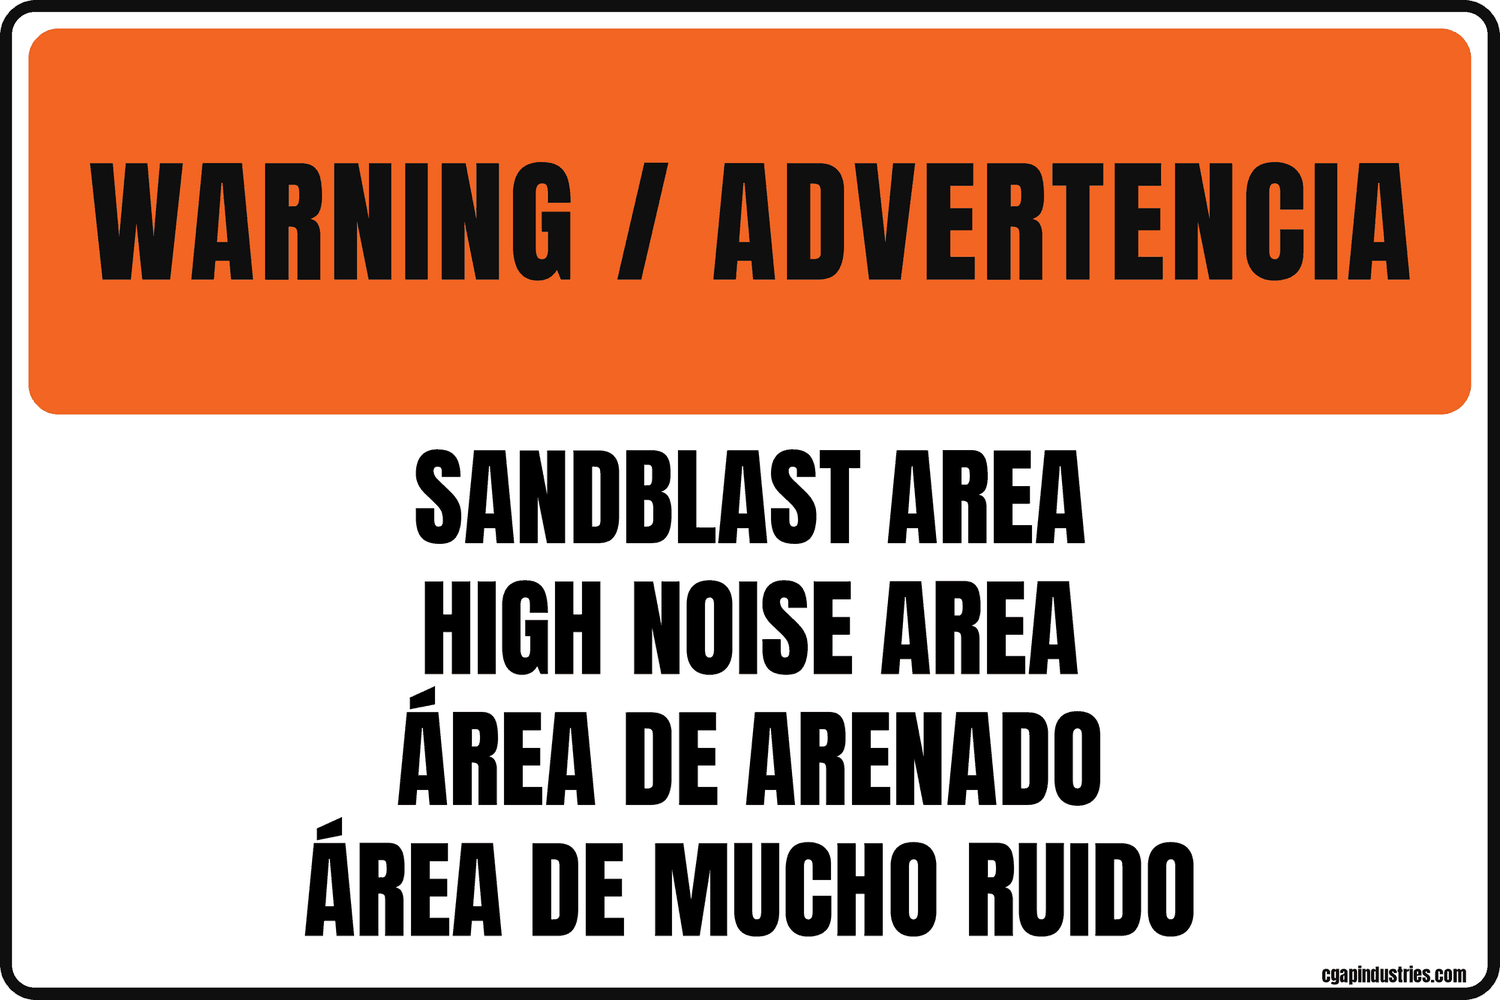 WARNING / ADVERTENCIA
SANDBLAST AREA
HIGH NOISE AREA
ÁREA DE ARENADO
ÁREA DE MUCHO RUIDO
cgapindustries.com